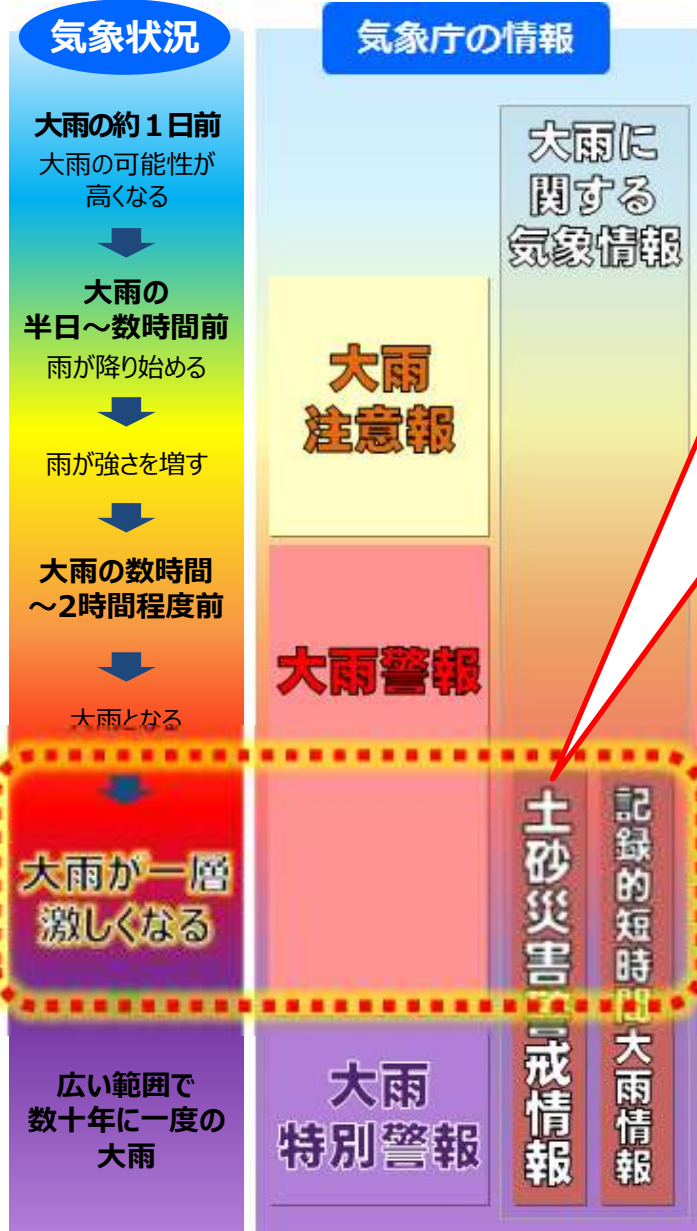 気象状況
大雨の約1日前
大雨の可能性が
高くなる
大雨の
半日~数時間前
雨が降り始める
雨が強さを増す
大雨の数時間
~2時間程度前
大雨となる
大雨が一層
激しくなる
広い範囲で
数十年に一度の
大雨
気象庁の情報
大雨に
関する
気象情報
大雨
注意報
大雨警報
土砂災害警戒情報
記録的短時間大雨情報
大雨
特別警報